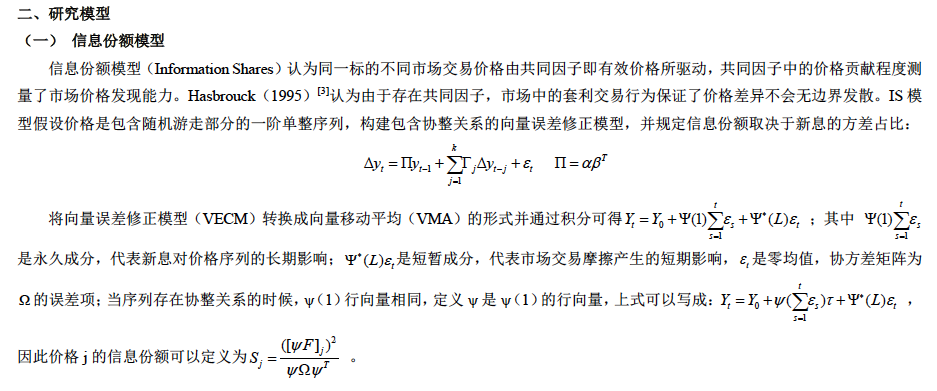 二、研究模型
（一） 信息份额模型
信息份额模型（Information Shares）认为同一标的不同市场交易价格由共同因子即有效价格所驱动，共同因子中的价格贡献程度测
量了市场价格发现能力。Hasbrouck（1995）[3]认为由于存在共同因子，市场中的套利交易行为保证了价格差异不会无边界发散。IS 模
型假设价格是包含随机游走部分的一阶单整序列，构建包含协整关系的向量误差修正模型，并规定信息份额取决于新息的方差占比：
$\Delta y_t = \Pi y_{t-1} + \sum_{j=1}^{k} \Gamma_j \Delta y_{t-j} + \varepsilon_t \quad \Pi = \alpha\beta^T$
将向量误差修正模型（VECM）转换成向量移动平均（VMA）的形式并通过积分可得 $Y_t = Y_0 + \Psi(1)\sum_{s=1}^{t}\varepsilon_s + \Psi^*(L)\varepsilon_t$ ；其中 $\Psi(1)\sum_{s=1}^{t}\varepsilon_s$
是永久成分，代表新息对价格序列的长期影响；$\Psi^*(L)\varepsilon_t$是短暂成分，代表市场交易摩擦产生的短期影响，$\varepsilon_t$是零均值，协方差矩阵为
Ω 的误差项；当序列存在协整关系的时候，ψ（1）行向量相同，定义 ψ 是 ψ（1）的行向量，上式可以写成：$Y_t = Y_0 + \psi(\sum_{s=1}^{t}\varepsilon_s)\tau + \Psi^*(L)\varepsilon_t$ ，
因此价格 j 的信息份额可以定义为 $S_j = \frac{([\psi F]_j)^2}{\psi\Omega\psi^T}$ 。